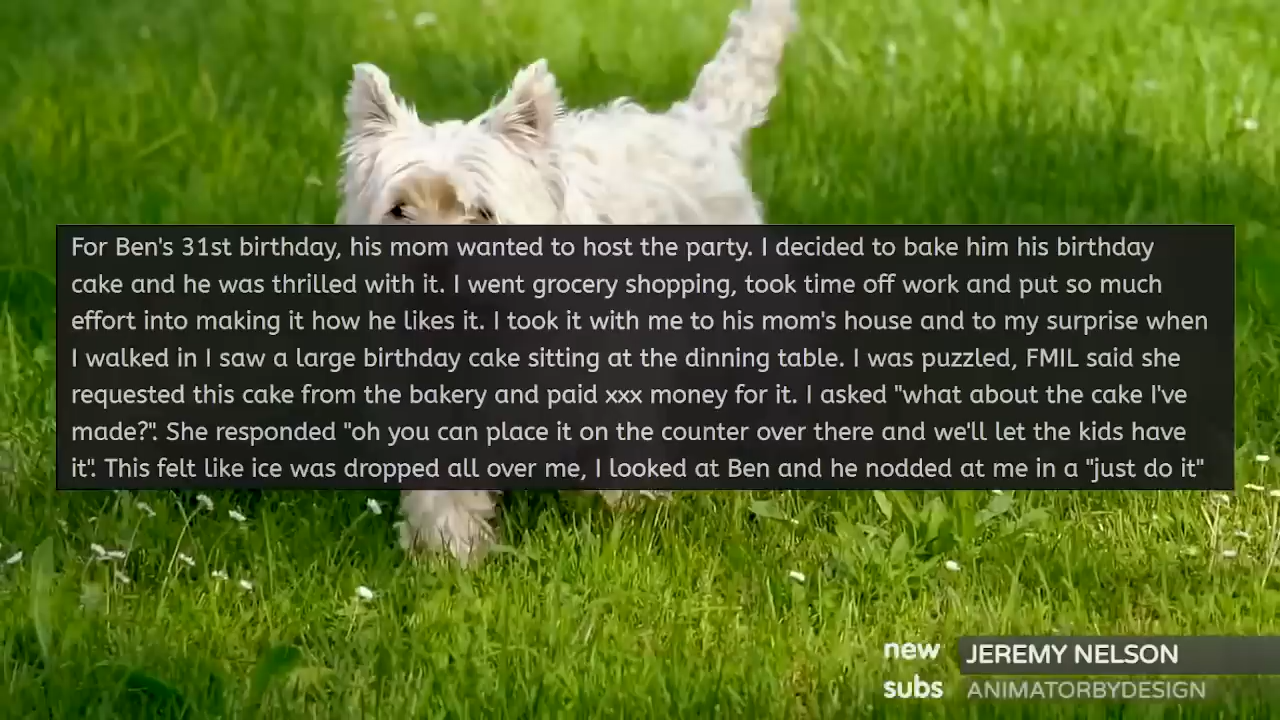 For Ben's 31st birthday, his mom wanted to host the party. I decided to bake him his birthday
cake and he was thrilled with it. I went grocery shopping, took time off work and put so much
effort into making it how he likes it. I took it with me to his mom's house and to my surprise when
I walked in I saw a large birthday cake sitting at the dinning table. I was puzzled, FMIL said she
requested this cake from the bakery and paid xxx money for it. I asked "what about the cake I've
made?". She responded "oh you can place it on the counter over there and we'll let the kids have
it". This felt like ice was dropped all over me, I looked at Ben and he nodded at me in a "just do it"
new JEREMY NELSON
subs ANIMATORBYDESIGN